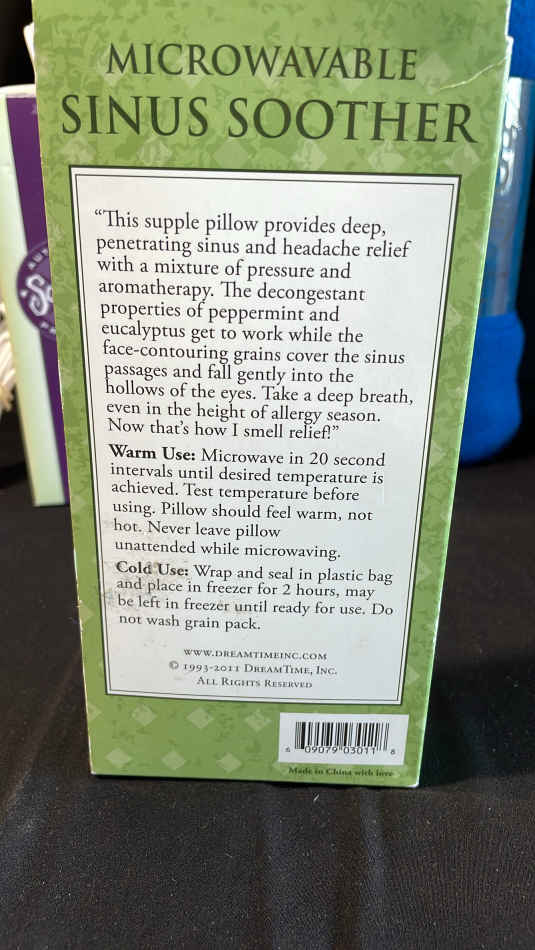 MICROWAVABLE
SINUS SOOTHER
“This supple pillow provides deep,
penetrating sinus and headache relief
with a mixture of pressure and
aromatherapy. The decongestant
properties of peppermint and
eucalyptus get to work while the
face-contouring grains cover the sinus
passages and fall gently into the
hollows of the eyes. Take a deep breath,
even in the height of allergy season.
Now that's how I smell relief!”
Warm Use: Microwave in 20 second
intervals until desired temperature is
achieved. Test temperature before
using. Pillow should feel warm, not
hot. Never leave pillow
unattended while microwaving.
Cold Use: Wrap and seal in plastic bag
and place in freezer for 2 hours, may
be left in freezer until ready for use. Do
not wash grain pack.
WWW.DREAMTIMEINC.COM
© 1993-2011 DREAMTIME, INC.
ALL RIGHTS RESERVED
6 09079 03011 8
Made in China with love